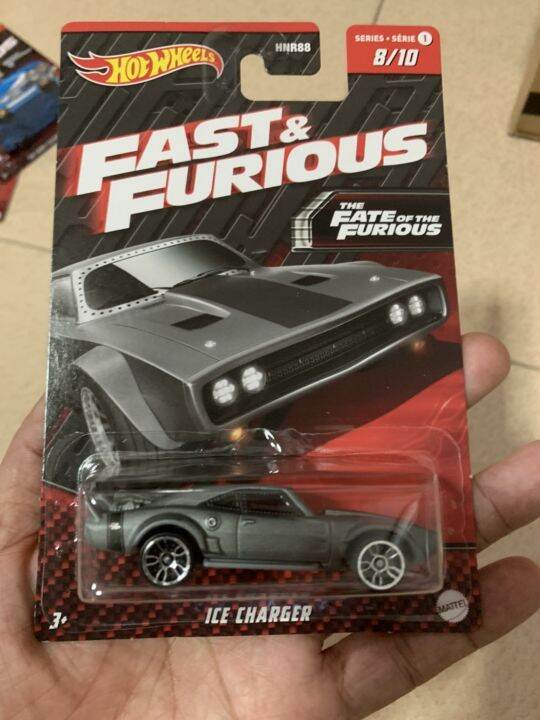 HOT WHEELS
HNR88
SERIES • SÉRIE 1
8/10
FAST &
FURIOUS
THE
FATE OF THE
FURIOUS
ICE CHARGER
3+
MATTEL